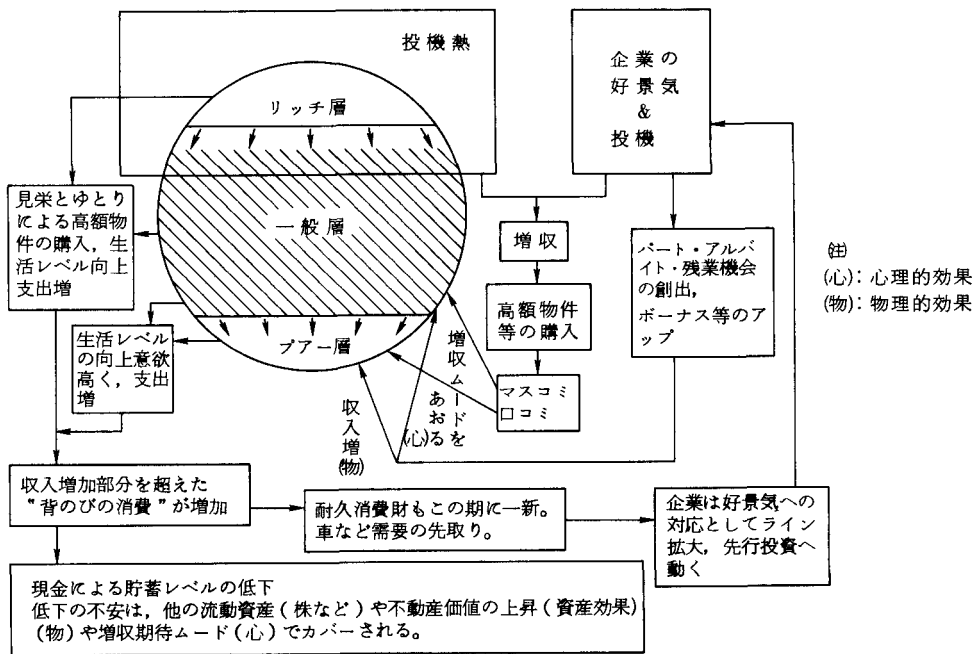 投機熱
企業の
好景気
&
投機
リッチ層
一般層
プアー層
見栄とゆとり
による高額物
件の購入，生
活レベル向上
支出増
生活レベル
の向上意欲
高く，支出
増
増収
高額物件
等の購入
マスコミ
口コミ
パート・アルバ
イト・残業機会
の創出，
ボーナス等のア
ップ
(注)
(心)：心理的効果
(物)：物理的効果
増収ムードを
あおる(心)
収入増(物)
収入増加部分を超えた
“背のびの消費”が増加
耐久消費財もこの期に一新。
車など需要の先取り。
企業は好景気への
対応としてライン
拡大，先行投資へ
動く
現金による貯蓄レベルの低下
低下の不安は，他の流動資産（株など）や不動産価値の上昇（資産効果）
（物）や増収期待ムード（心）でカバーされる。